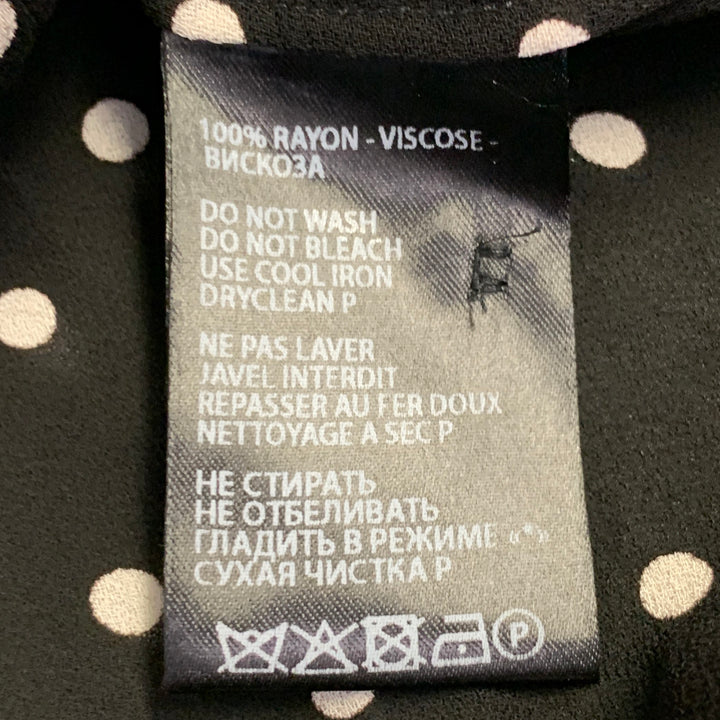 100% RAYON - VISCOSE -
ВИСКОЗА
DO NOT WASH
DO NOT BLEACH
USE COOL IRON
DRYCLEAN P
NE PAS LAVER
JAVEL INTERDIT
REPASSER AU FER DOUX
NETTOYAGE A SEC P
НЕ СТИРАТЬ
НЕ ОТБЕЛИВАТЬ
ГЛАДИТЬ В РЕЖИМЕ «*»
СУХАЯ ЧИСТКА P
P